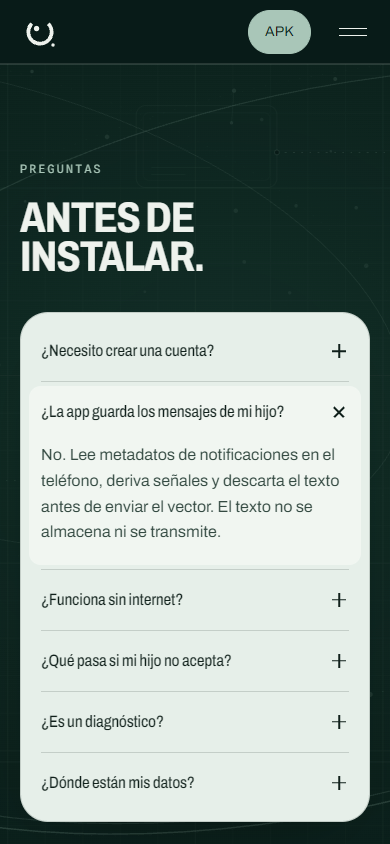 APK
PREGUNTAS
ANTES DE
INSTALAR.
¿Necesito crear una cuenta?
¿La app guarda los mensajes de mi hijo?
No. Lee metadatos de notificaciones en el
teléfono, deriva señales y descarta el texto
antes de enviar el vector. El texto no se
almacena ni se transmite.
¿Funciona sin internet?
¿Qué pasa si mi hijo no acepta?
¿Es un diagnóstico?
¿Dónde están mis datos?